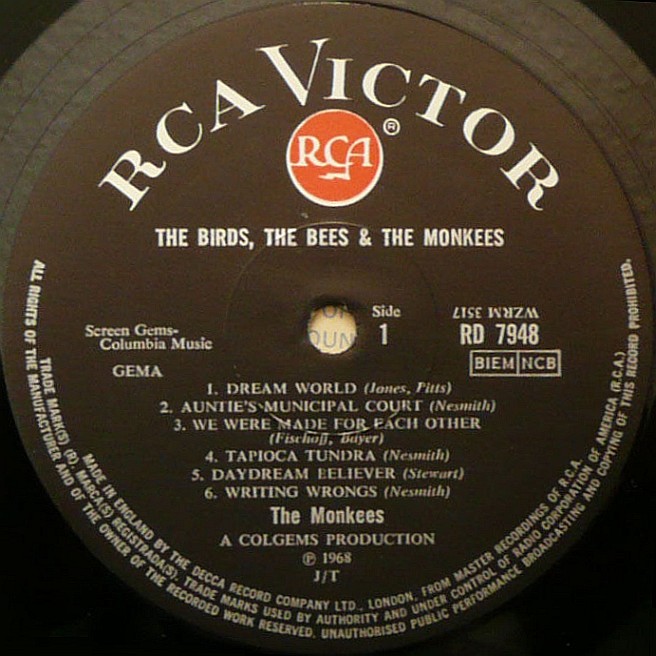 RCA VICTOR
RCA
®
THE BIRDS, THE BEES & THE MONKEES
Screen Gems-
Columbia Music
GEMA
Side
1
WZRM 3517
RD 7948
BIEM NCB
1. DREAM WORLD (Jones, Pitts)
2. AUNTIE'S MUNICIPAL COURT (Nesmith)
3. WE WERE MADE FOR EACH OTHER
(Fischoff, Bayer)
4. TAPIOCA TUNDRA (Nesmith)
5. DAYDREAM BELIEVER (Stewart)
6. WRITING WRONGS (Nesmith)
The Monkees
A COLGEMS PRODUCTION
℗ 1968
J/T
TRADE MARK(S) (R). MARCA(S) REGISTRADA(S). TRADE MARKS USED BY AUTHORITY AND UNDER CONTROL OF RADIO CORPORATION OF AMERICA (R.C.A.)
MADE IN ENGLAND BY THE DECCA RECORD COMPANY LTD., LONDON, FROM MASTER RECORDINGS OF R.C.A.
ALL RIGHTS OF THE MANUFACTURER AND OF THE OWNER OF THE RECORDED WORK RESERVED. UNAUTHORISED PUBLIC PERFORMANCE BROADCASTING AND COPYING OF THIS RECORD PROHIBITED.